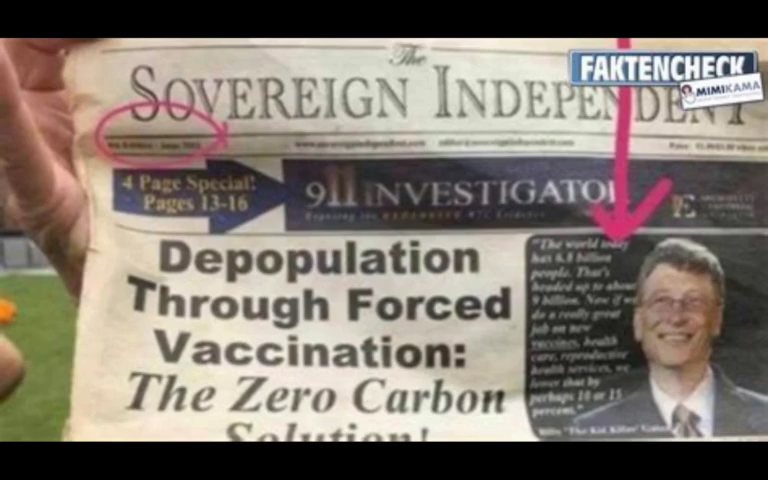 FAKTENCHECK
MIMIKAMA
The
SOVEREIGN INDEPENDENT
4 Page Special!
Pages 13-16
911 INVESTIGATOR
Depopulation
Through Forced
Vaccination:
The Zero Carbon
Solution!
"The world today
has 6.8 billion
people. That's
headed up to about
9 billion. Now if we
do a really great
job on new
vaccines, health
care, reproductive
health services, we
lower that by
perhaps 10 or 15
percent."